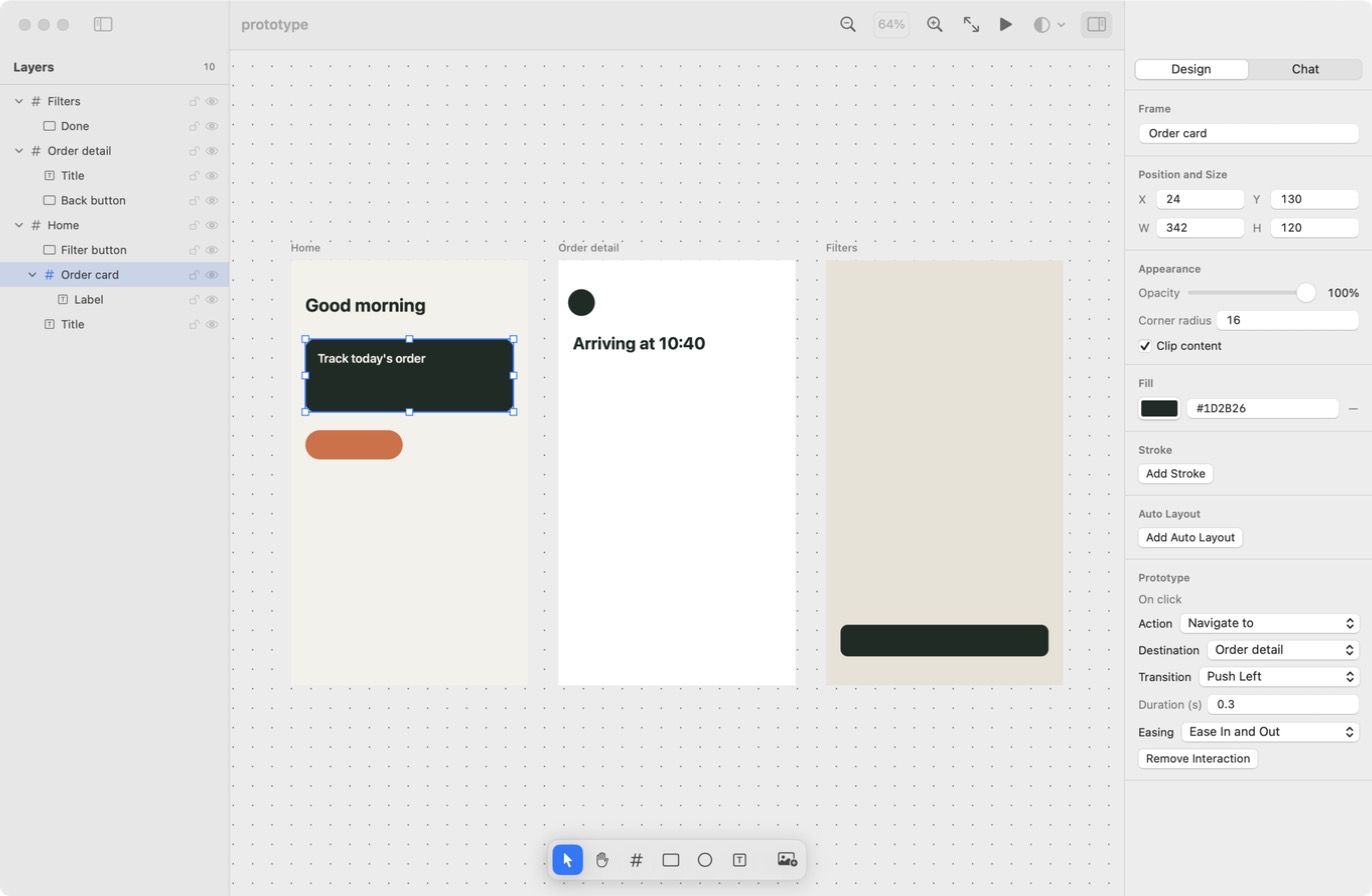 prototype
64%
Layers
10
Filters
Done
Order detail
Title
Back button
Home
Filter button
Order card
Label
Title
Home
Good morning
Track today's order
Order detail
Arriving at 10:40
Filters
Design
Chat
Frame
Order card
Position and Size
X 24 Y 130
W 342 H 120
Appearance
Opacity 100%
Corner radius 16
Clip content
Fill
#1D2B26
Stroke
Add Stroke
Auto Layout
Add Auto Layout
Prototype
On click
Action Navigate to
Destination Order detail
Transition Push Left
Duration (s) 0.3
Easing Ease In and Out
Remove Interaction